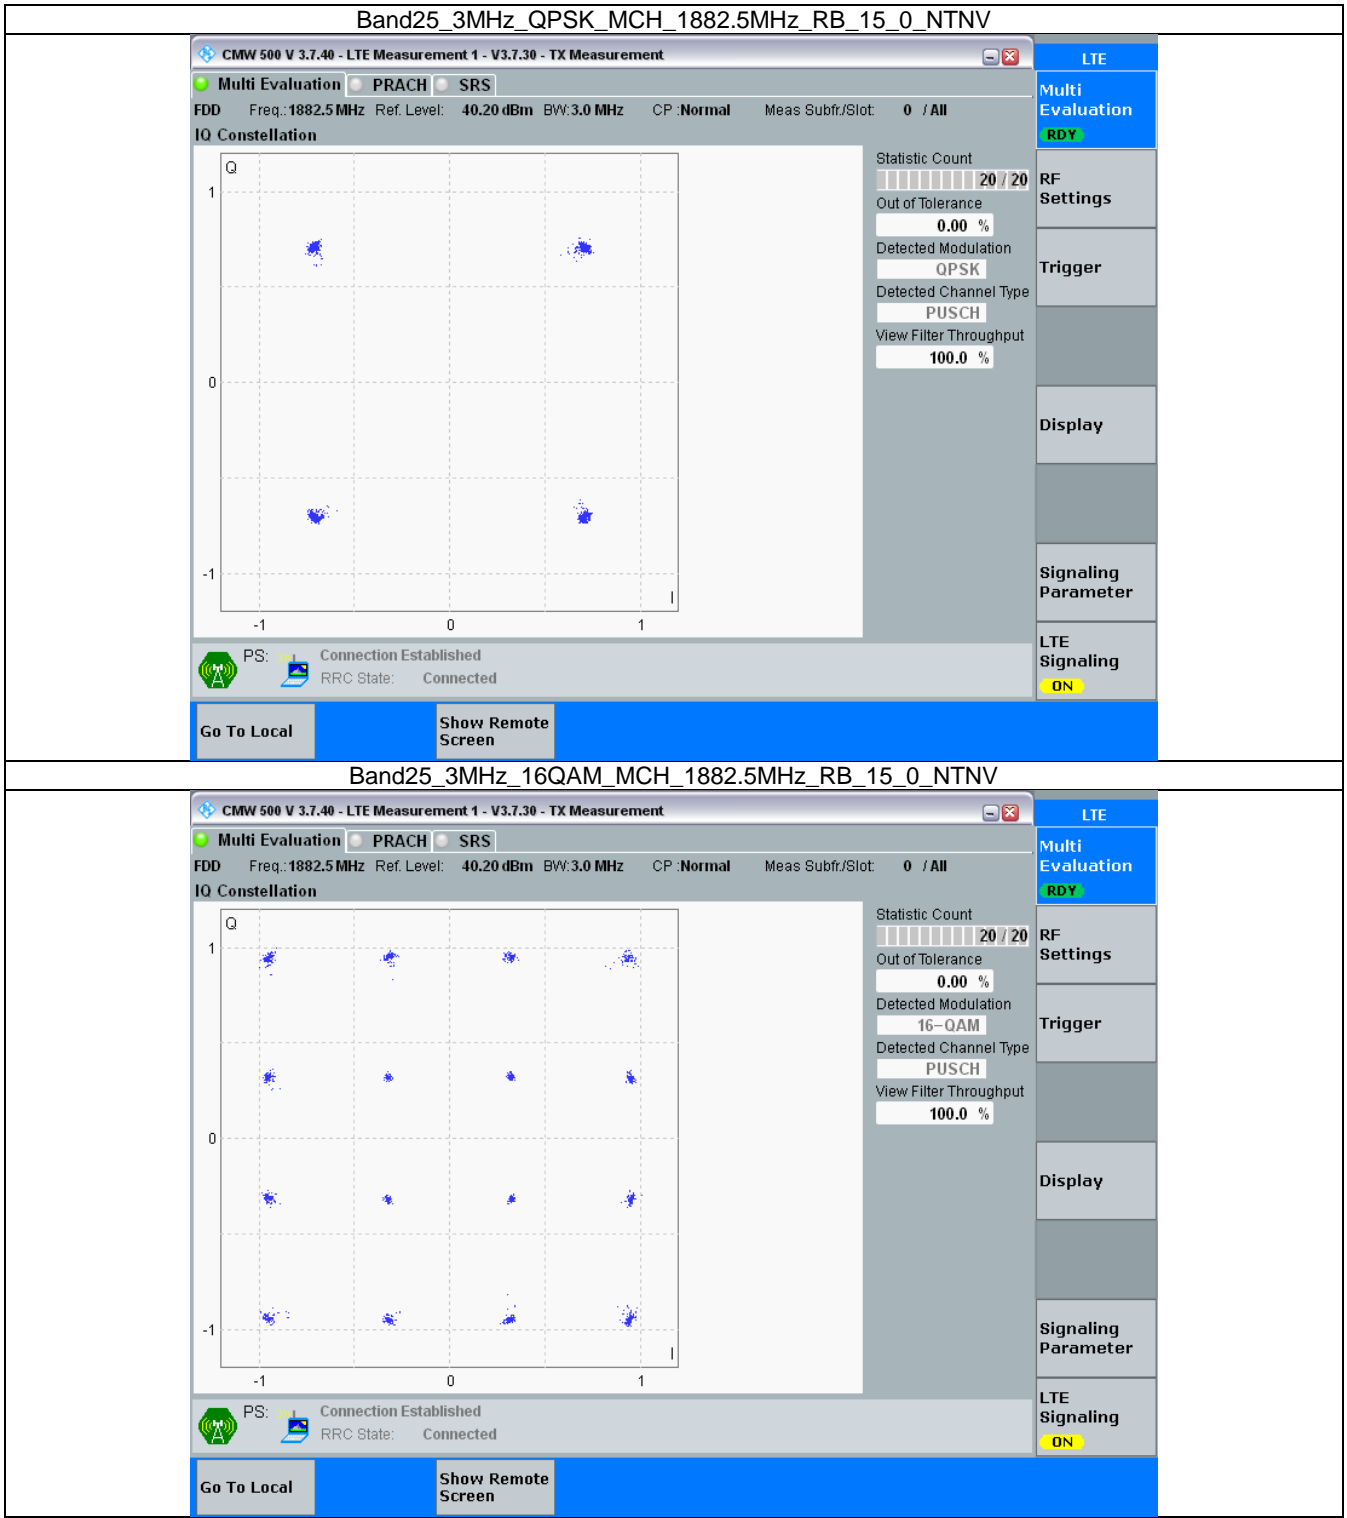 Band25_3MHz_QPSK_MCH_1882.5MHz_RB_15_0_NTNV
CMW 500 V 3.7.40 - LTE Measurement 1 - V3.7.30 - TX Measurement
LTE
Multi Evaluation PRACH SRS
Multi
Evaluation
RDY
FDD Freq.: 1882.5 MHz Ref. Level: 40.20 dBm BW: 3.0 MHz CP : Normal Meas Subfr./Slot: 0 / All
IQ Constellation
Q
1
0
-1
I
-1 0 1
Statistic Count
20 / 20
Out of Tolerance
0.00 %
Detected Modulation
QPSK
Detected Channel Type
PUSCH
View Filter Throughput
100.0 %
RF
Settings
Trigger
Display
Signaling
Parameter
LTE
Signaling
ON
PS: Connection Established
RRC State: Connected
Go To Local
Show Remote
Screen
Band25_3MHz_16QAM_MCH_1882.5MHz_RB_15_0_NTNV
CMW 500 V 3.7.40 - LTE Measurement 1 - V3.7.30 - TX Measurement
LTE
Multi Evaluation PRACH SRS
Multi
Evaluation
RDY
FDD Freq.: 1882.5 MHz Ref. Level: 40.20 dBm BW: 3.0 MHz CP : Normal Meas Subfr./Slot: 0 / All
IQ Constellation
Q
1
0
-1
I
-1 0 1
Statistic Count
20 / 20
Out of Tolerance
0.00 %
Detected Modulation
16-QAM
Detected Channel Type
PUSCH
View Filter Throughput
100.0 %
RF
Settings
Trigger
Display
Signaling
Parameter
LTE
Signaling
ON
PS: Connection Established
RRC State: Connected
Go To Local
Show Remote
Screen